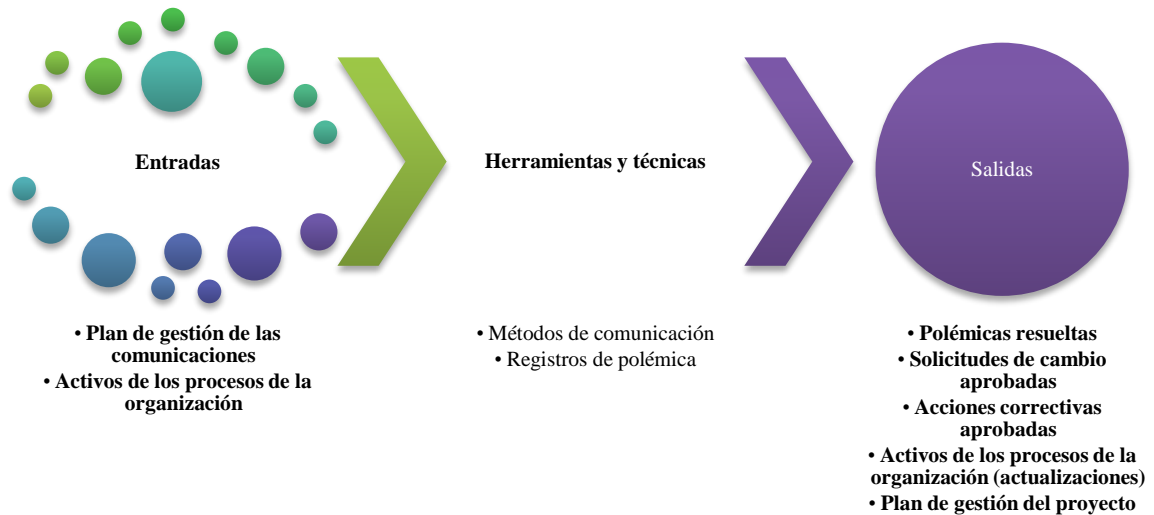 Entradas
Herramientas y técnicas
Salidas
• Plan de gestión de las
comunicaciones
• Activos de los procesos de la
organización
• Métodos de comunicación
• Registros de polémica
• Polémicas resueltas
• Solicitudes de cambio
aprobadas
• Acciones correctivas
aprobadas
• Activos de los procesos de la
organización (actualizaciones)
• Plan de gestión del proyecto